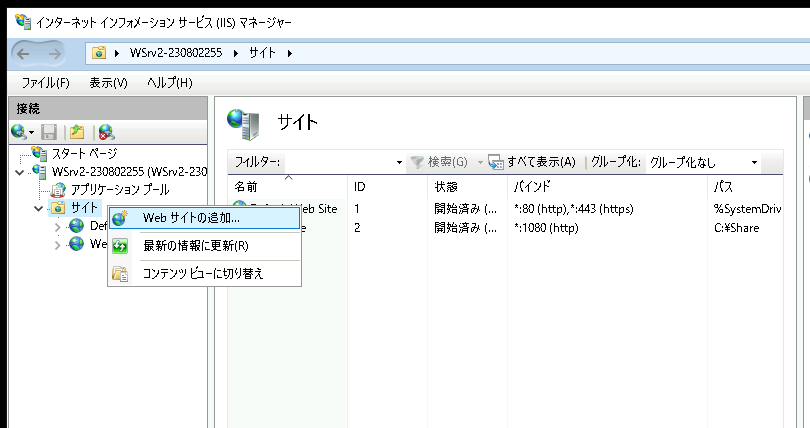 インターネット インフォメーション サービス (IIS) マネージャー
WSrv2-230802255 サイト
ファイル(F) 表示(V) ヘルプ(H)
接続
スタート ページ
WSrv2-230802255 (WSrv2-230
アプリケーション プール
サイト
Def
We
Web サイトの追加...
最新の情報に更新(R)
コンテンツ ビューに切り替え
サイト
フィルター: 検索(G) すべて表示(A) グループ化: グループ化なし
名前 ID 状態 バインド パス
Web Site 1 開始済み (... *:80 (http),*:443 (https) %SystemDriv
e 2 開始済み (... *:1080 (http) C:¥Share